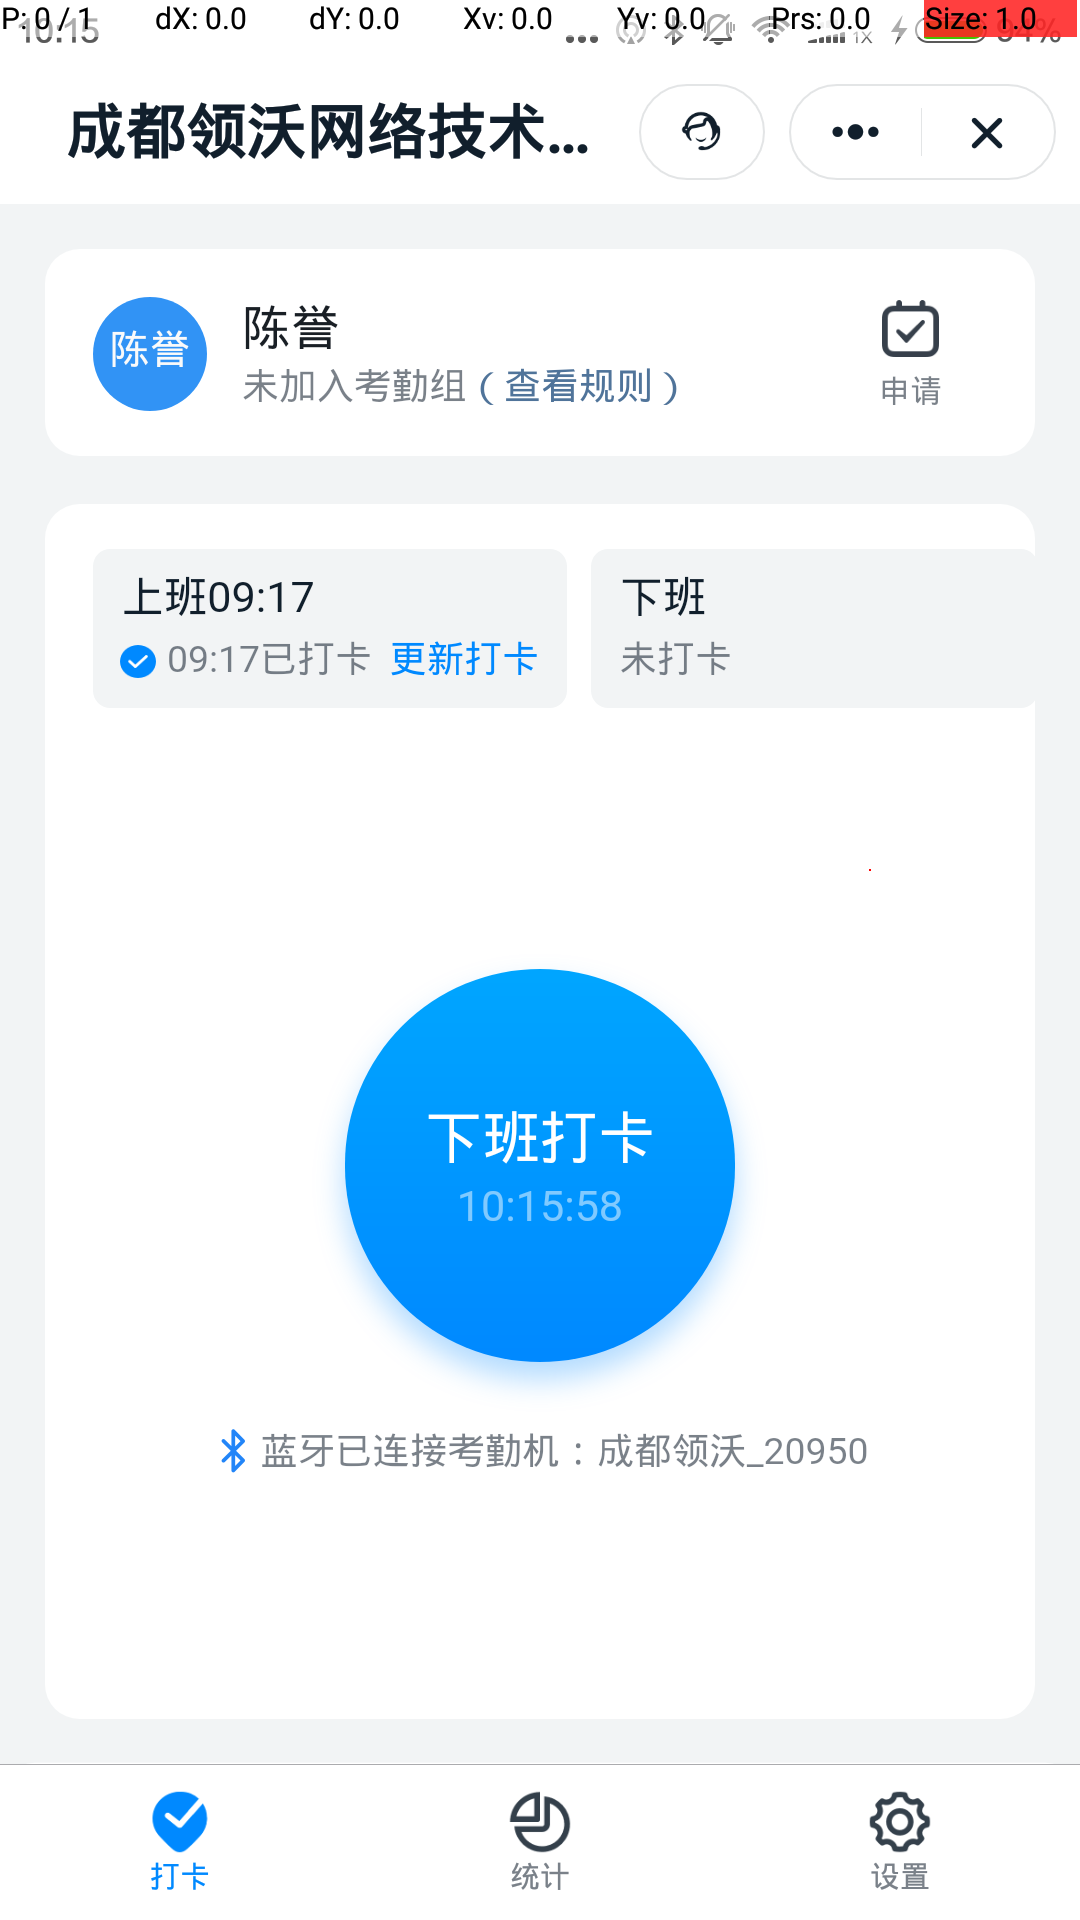 P: 0 / 1 dX: 0.0 dY: 0.0 Xv: 0.0 Yv: 0.0 Prs: 0.0 Size: 1.0
10:15 1X 94%
成都领沃网络技术...
陈誉
陈誉
未加入考勤组（查看规则）
申请
上班09:17
09:17已打卡 更新打卡
下班
未打卡
下班打卡
10:15:58
蓝牙已连接考勤机：成都领沃_20950
打卡
统计
设置